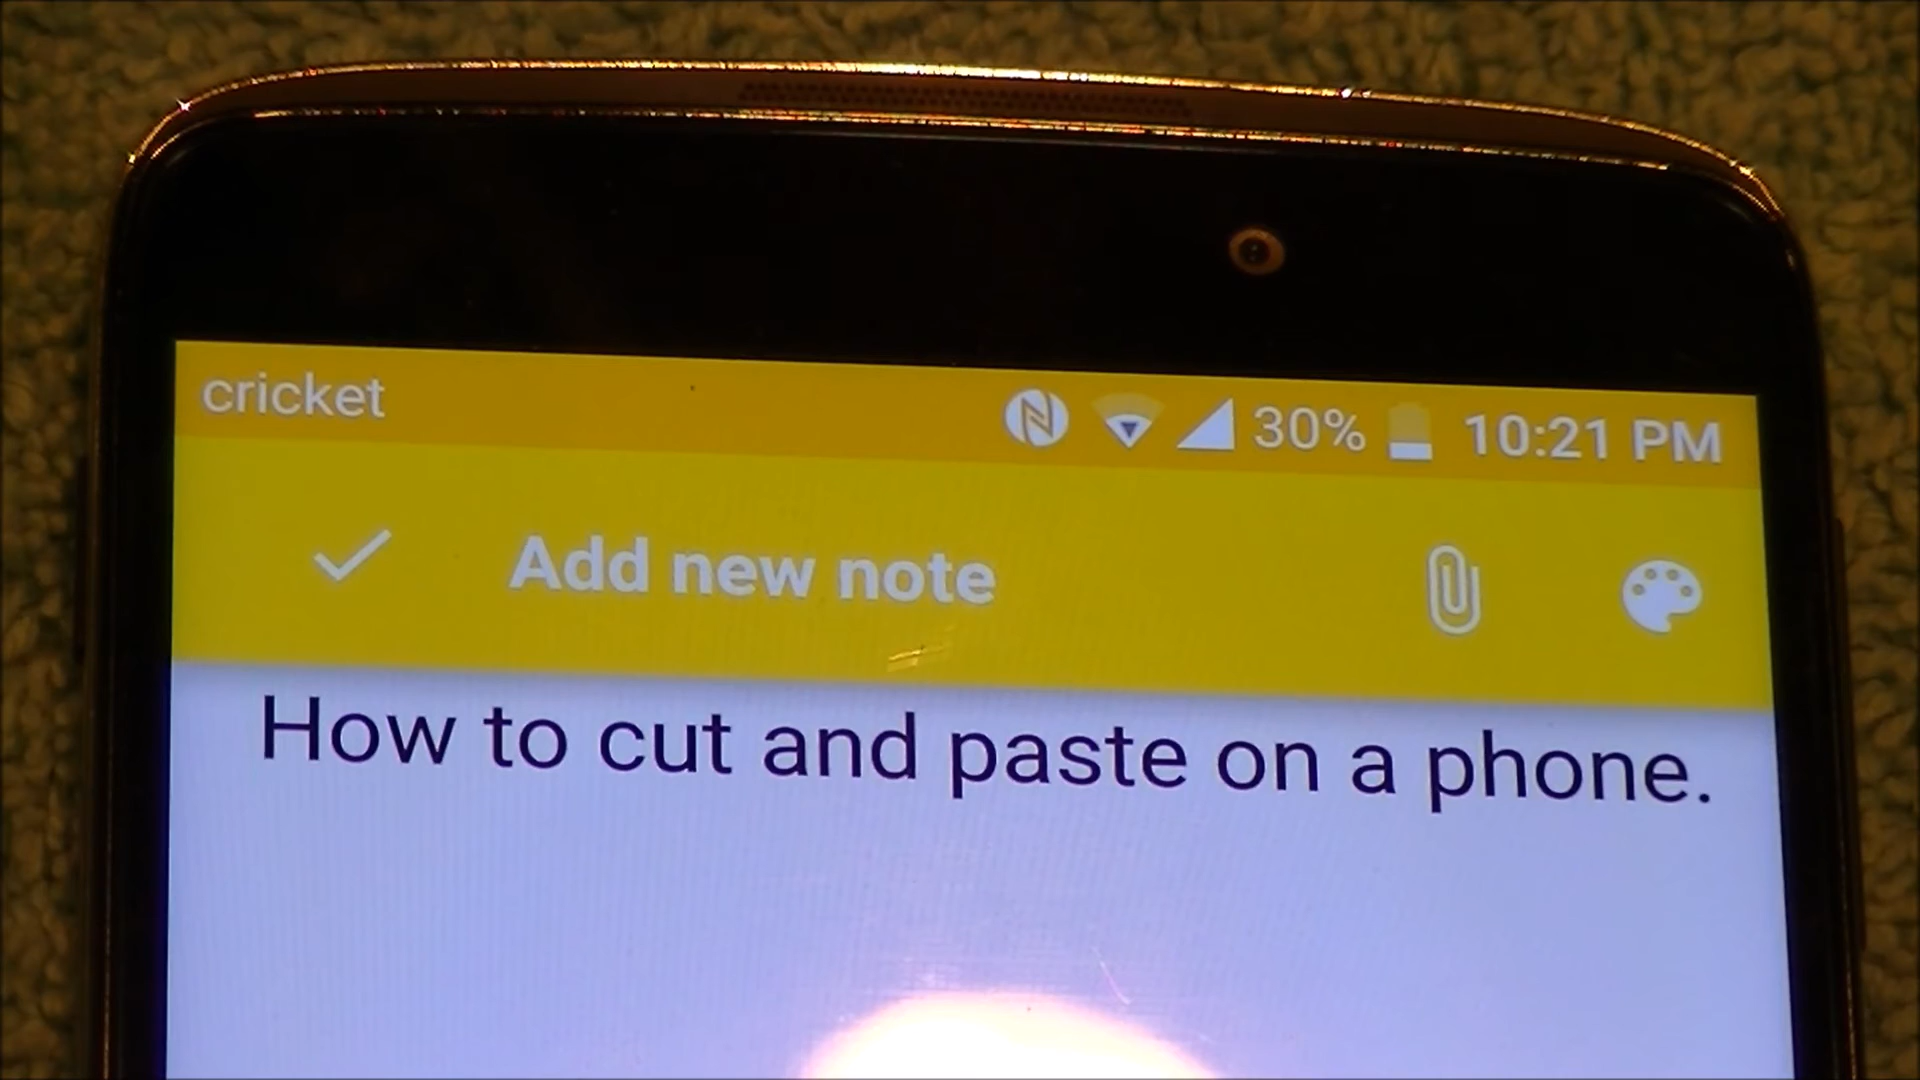 cricket 30% 10:21 PM
Add new note
How to cut and paste on a phone.